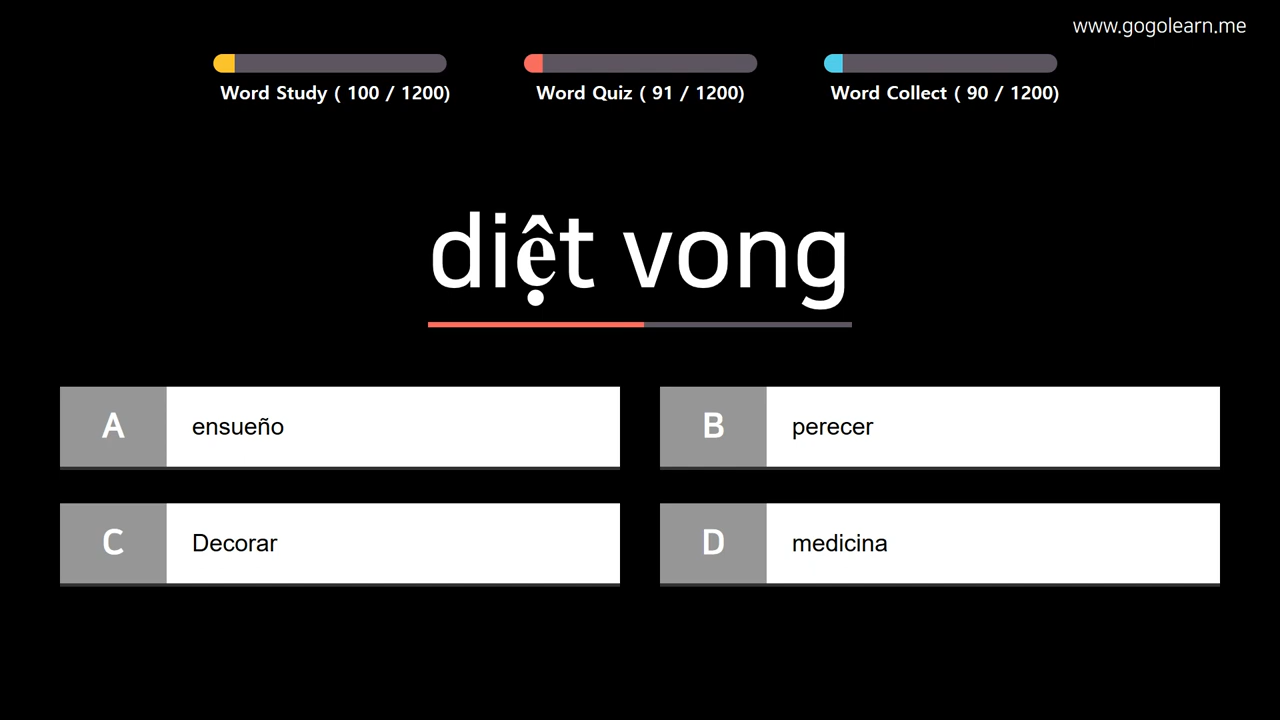 www.gogolearn.me
Word Study ( 100 / 1200)
Word Quiz ( 91 / 1200)
Word Collect ( 90 / 1200)
diệt vong
A
ensueño
B
perecer
C
Decorar
D
medicina